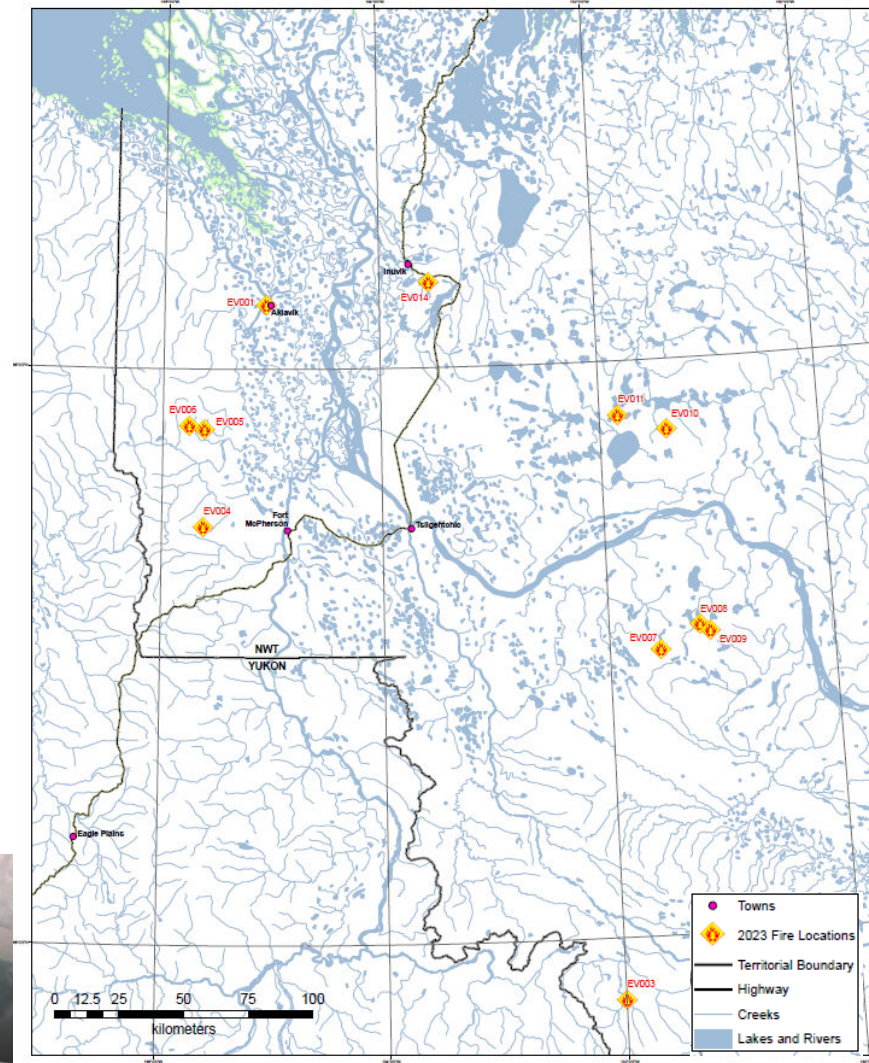 Inuvik
EV014
EV001
Aklavik
EV011
EV010
EV006
EV005
EV004
Fort
McPherson
Tsiigehtchic
EV008
EV009
EV007
NWT
YUKON
Eagle Plains
EV003
0 12.5 25 50 75 100
kilometers
Towns
2023 Fire Locations
Territorial Boundary
Highway
Creeks
Lakes and Rivers